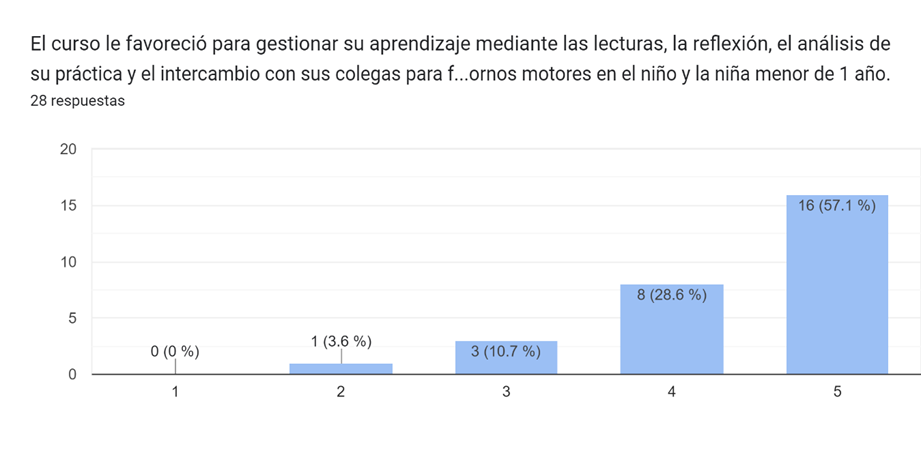 El curso le favoreció para gestionar su aprendizaje mediante las lecturas, la reflexión, el análisis de
su práctica y el intercambio con sus colegas para f...ornos motores en el niño y la niña menor de 1 año.
28 respuestas
20
15
10
5
0
0 (0 %)
1 (3.6 %)
3 (10.7 %)
8 (28.6 %)
16 (57.1 %)
1
2
3
4
5